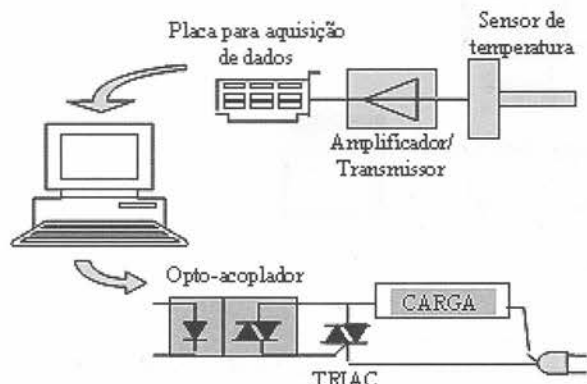 Placa para aquisição
de dados
Sensor de
temperatura
Amplificador/
Transmissor
Opto-acoplador
CARGA
TRIAC